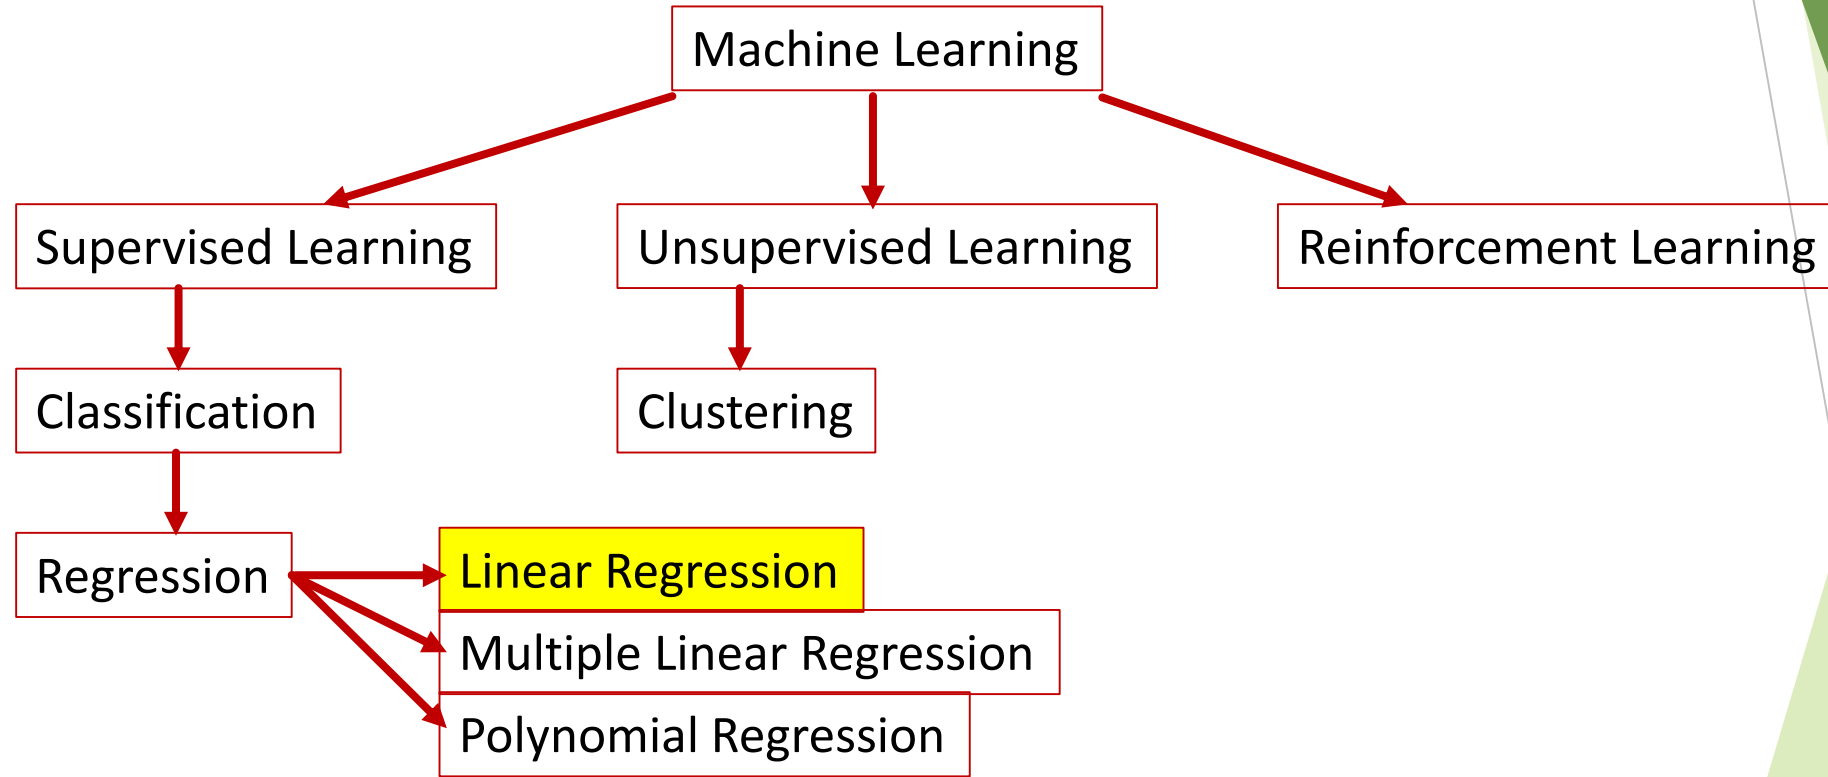 Machine Learning
Supervised Learning
Unsupervised Learning
Reinforcement Learning
Classification
Clustering
Regression
Linear Regression
Multiple Linear Regression
Polynomial Regression